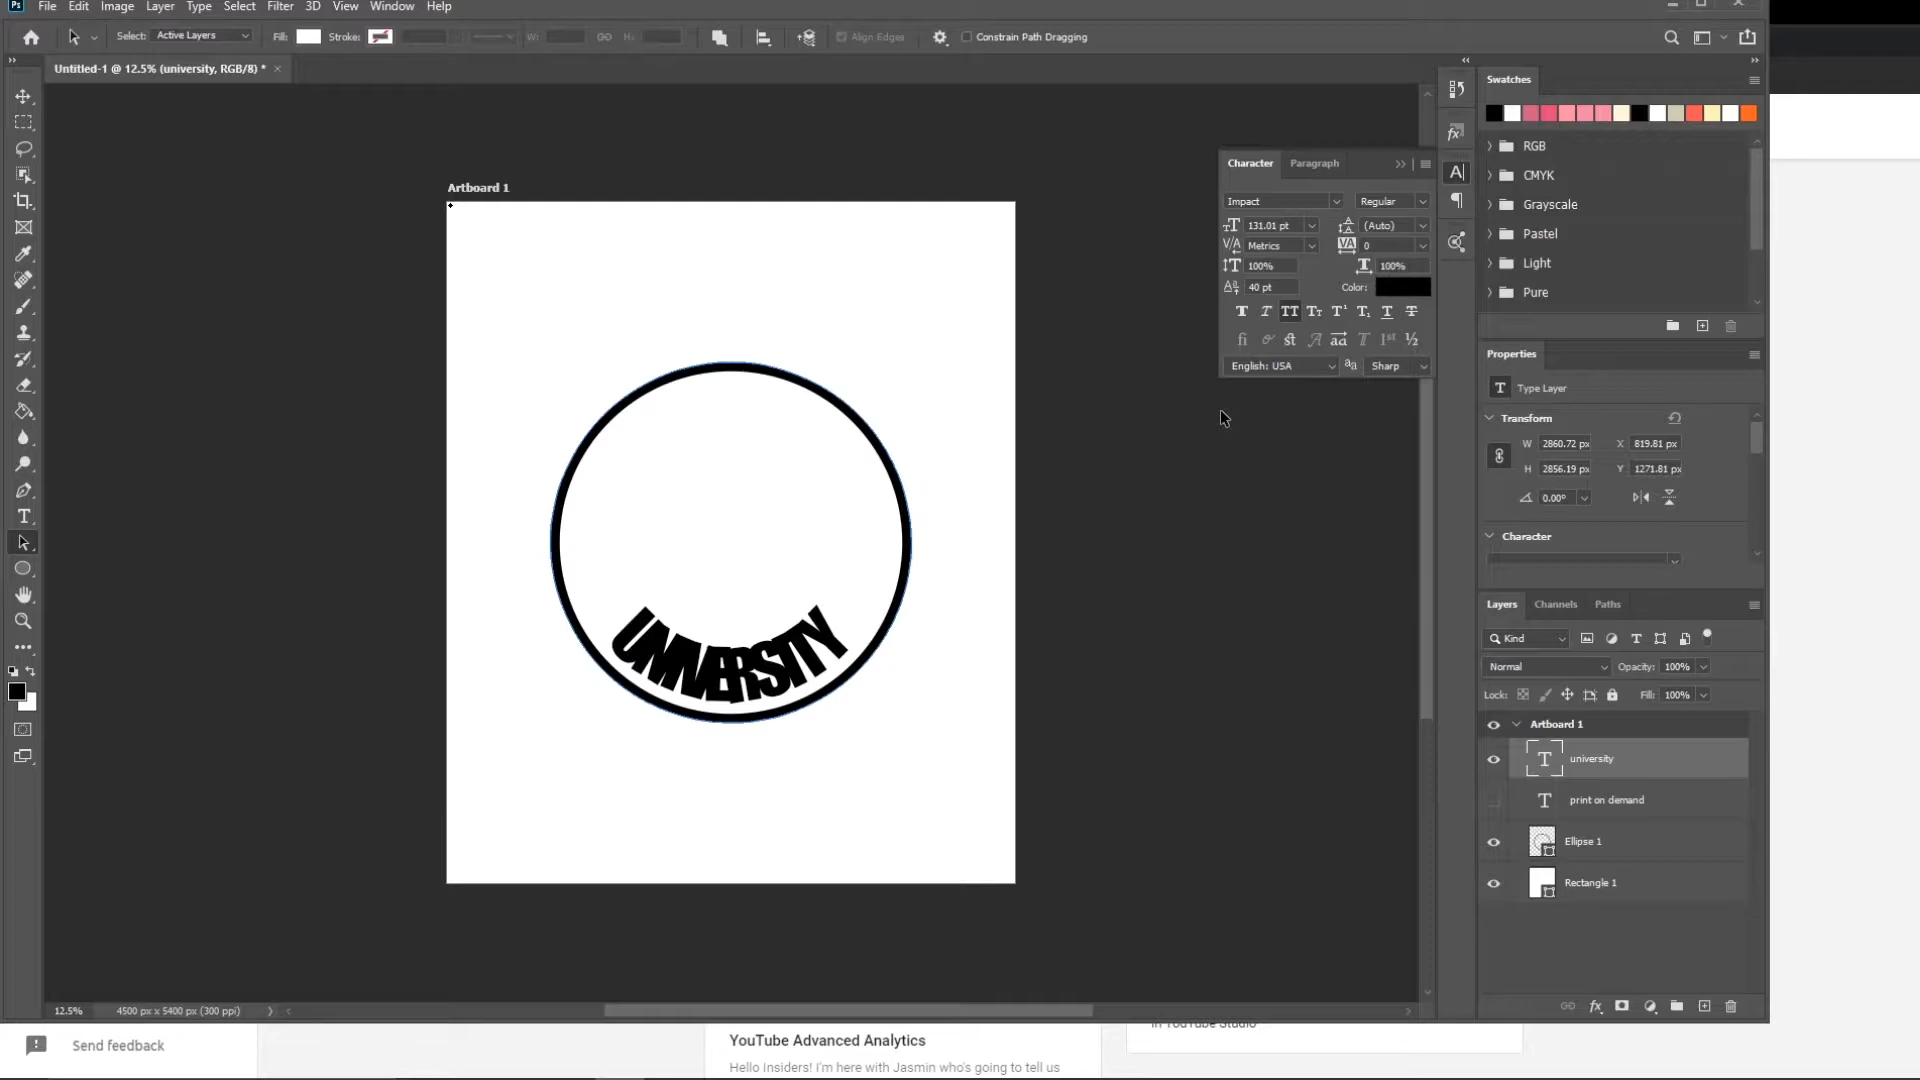 Ps File Edit Image Layer Type Select Filter 3D View Window Help
Select: Active Layers Fill: Stroke: W: H: Align Edges Constrain Path Dragging
Untitled-1 @ 12.5% (university, RGB/8) * ×
Artboard 1
UNIVERSITY
12.5% 4500 px x 5400 px (300 ppi)
Character Paragraph
Impact Regular
131.01 pt (Auto)
Metrics 0
100% 100%
40 pt Color:
English: USA Sharp
Swatches
RGB
CMYK
Grayscale
Pastel
Light
Pure
Properties
T Type Layer
Transform
W 2860.72 px X 819.81 px
H 2856.19 px Y 1271.81 px
0.00°
Character
Layers Channels Paths
Kind
Normal Opacity: 100%
Lock: Fill: 100%
Artboard 1
T university
T print on demand
Ellipse 1
Rectangle 1
Send feedback
YouTube Advanced Analytics
Hello Insiders! I'm here with Jasmin who's going to tell us
in YouTube Studio